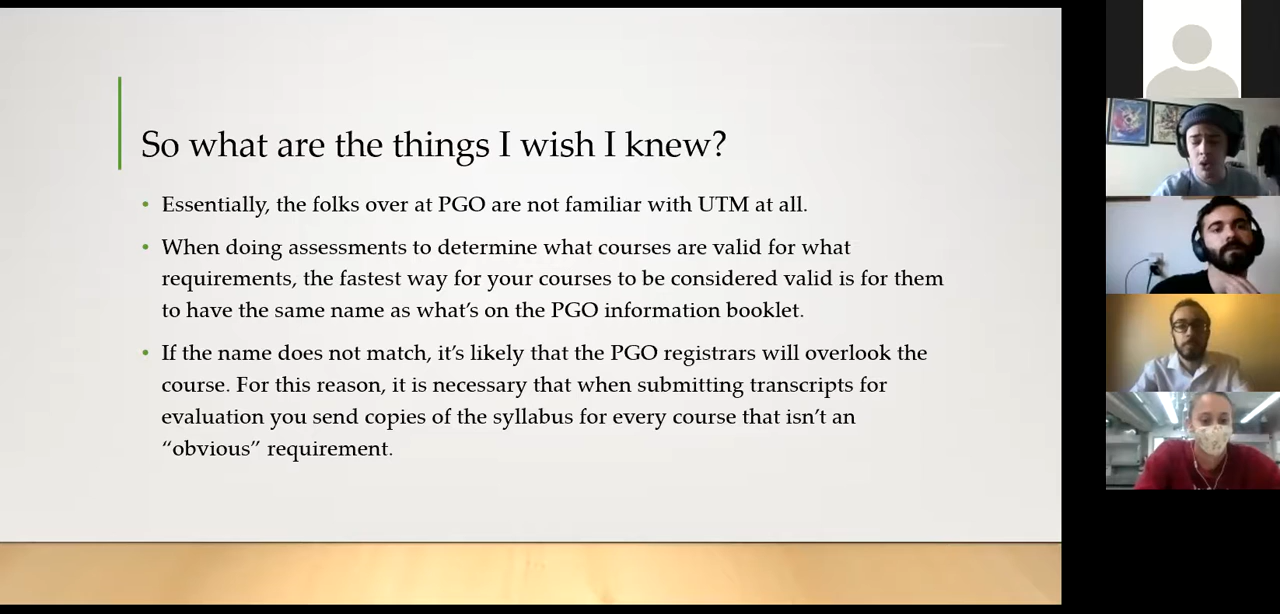 So what are the things I wish I knew?
• Essentially, the folks over at PGO are not familiar with UTM at all.
• When doing assessments to determine what courses are valid for what
requirements, the fastest way for your courses to be considered valid is for them
to have the same name as what’s on the PGO information booklet.
• If the name does not match, it’s likely that the PGO registrars will overlook the
course. For this reason, it is necessary that when submitting transcripts for
evaluation you send copies of the syllabus for every course that isn’t an
“obvious” requirement.